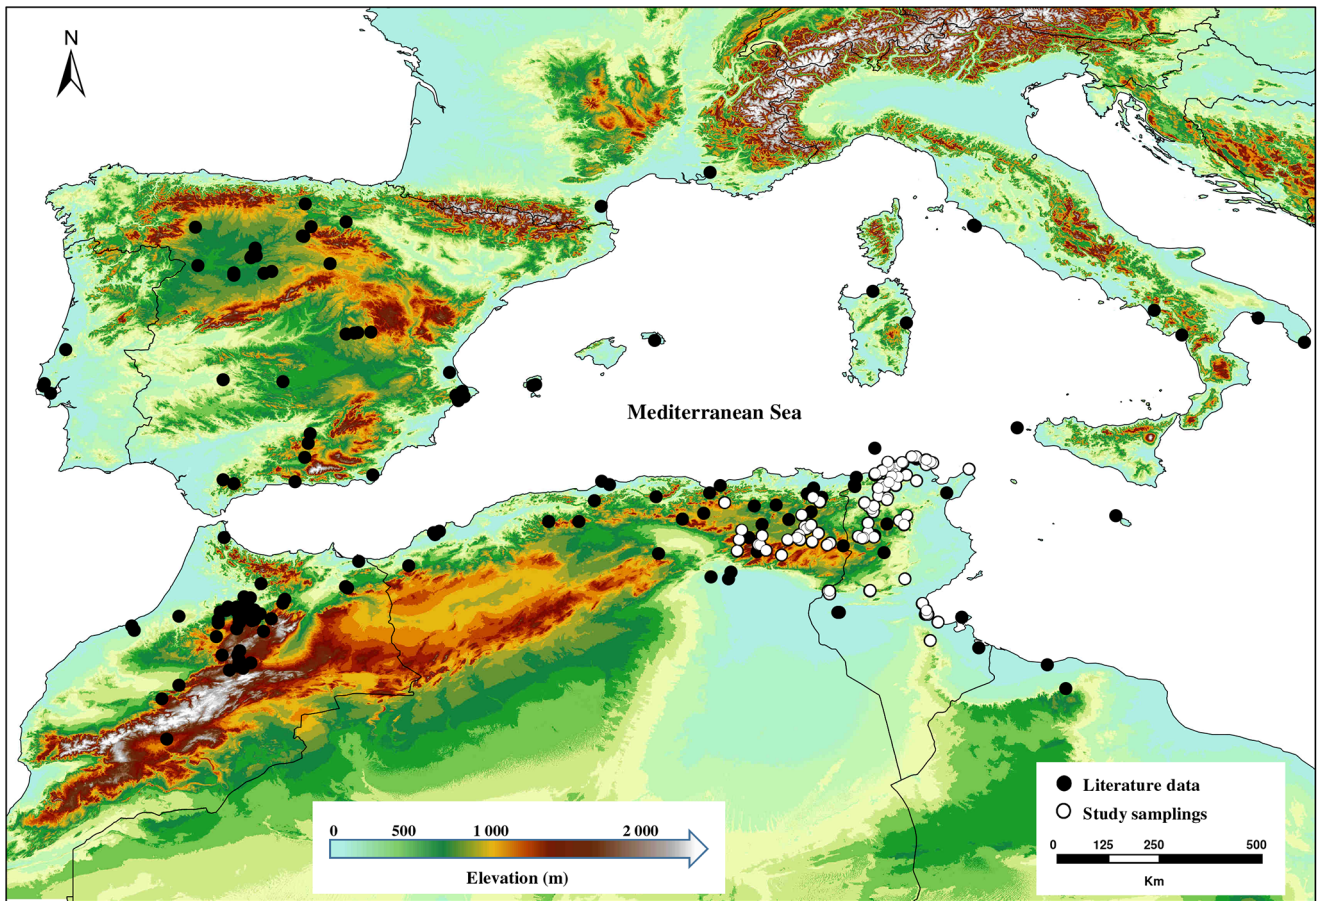 N
Mediterranean Sea
Literature data
Study samplings
0 125 250 500
Km
0 500 1 000 2 000
Elevation (m)